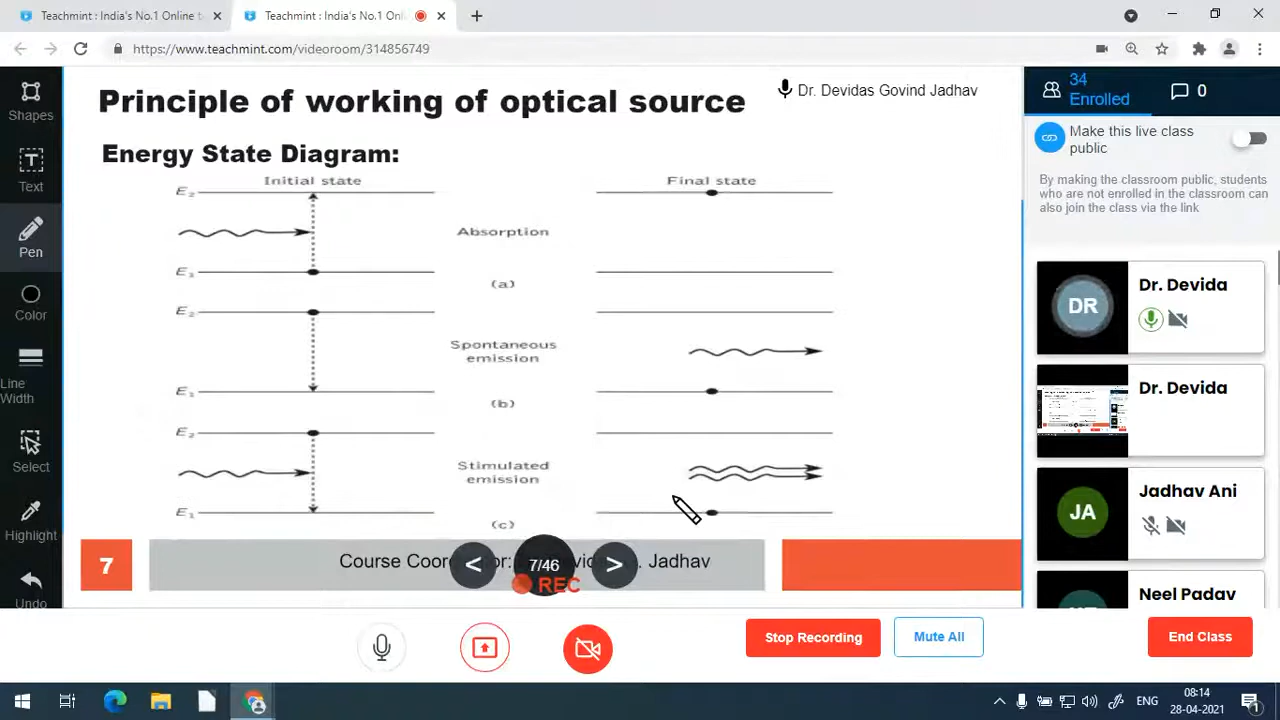 Teachmint : India's No.1 Online to
Teachmint : India's No.1 Onli
https://www.teachmint.com/videoroom/314856749
Shapes
Text
Pen
Color
Line
Width
Select
Highlight
Undo
Principle of working of optical source
Dr. Devidas Govind Jadhav
Energy State Diagram:
Initial state
Final state
E₂
Absorption
E₁
(a)
E₂
Spontaneous
emission
E₁
(b)
E₂
Stimulated
emission
E₁
(c)
7
Course Coor
Jadhav
<
7/46
>
REC
34
Enrolled
0
Make this live class
public
By making the classroom public, students
who are not enrolled in the classroom can
also join the class via the link
DR
Dr. Devida
Dr. Devida
JA
Jadhav Ani
Neel Padav
Stop Recording
Mute All
End Class
ENG
08:14
28-04-2021